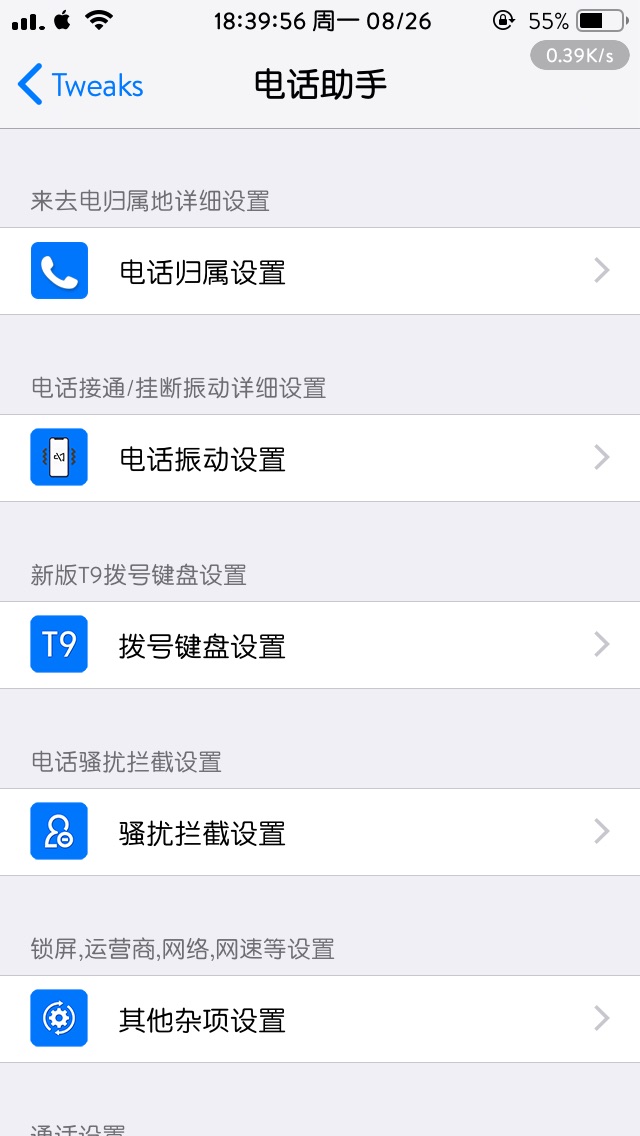 18:39:56 周一 08/26
55%
0.39K/s
Tweaks
电话助手
来去电归属地详细设置
电话归属设置
电话接通/挂断振动详细设置
电话振动设置
新版T9拨号键盘设置
T9
拨号键盘设置
电话骚扰拦截设置
骚扰拦截设置
锁屏,运营商,网络,网速等设置
其他杂项设置
通话设置